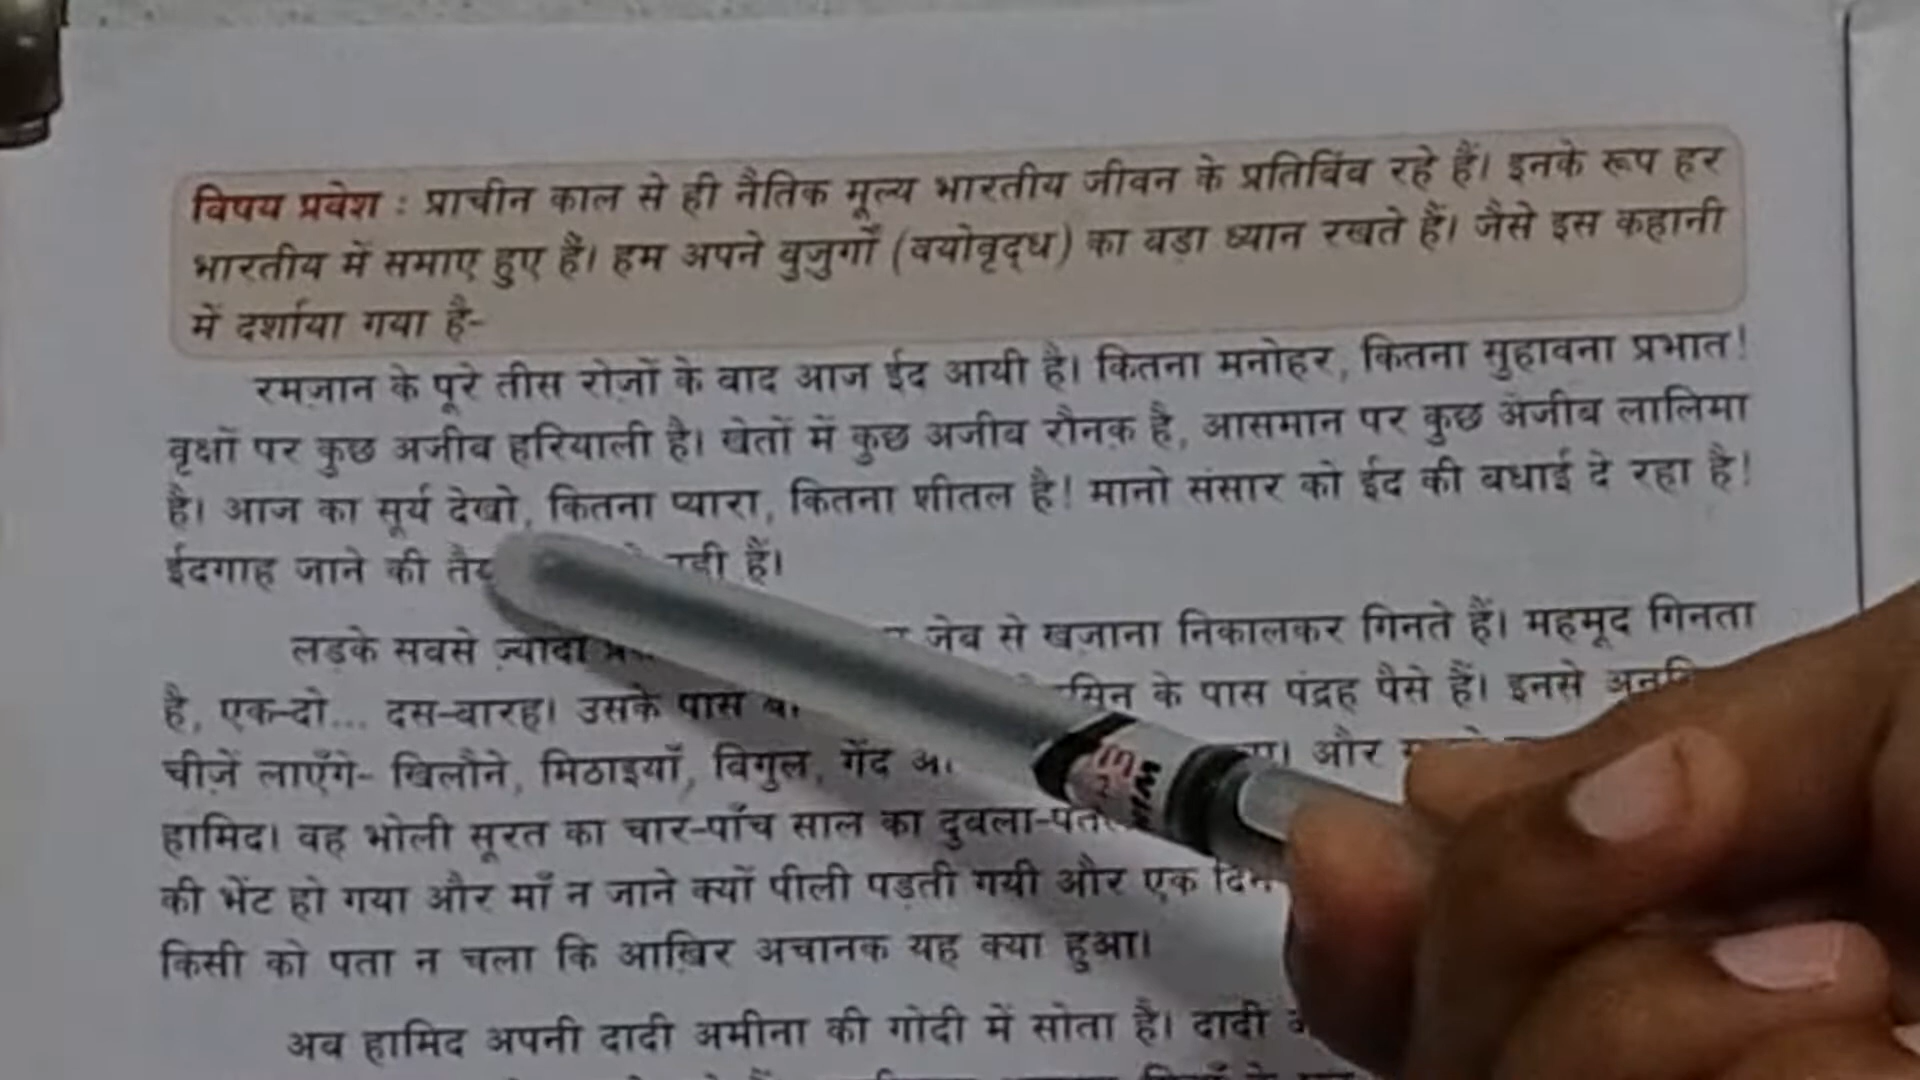 विषय प्रवेश : प्राचीन काल से ही नैतिक मूल्य भारतीय जीवन के प्रतिबिंब रहे हैं। इनके रूप हर
भारतीय में समाए हुए हैं। हम अपने बुजुर्गों (वयोवृद्ध) का बड़ा ध्यान रखते हैं। जैसे इस कहानी
में दर्शाया गया है-
रमज़ान के पूरे तीस रोज़ों के बाद आज ईद आयी है। कितना मनोहर, कितना सुहावना प्रभात!
वृक्षों पर कुछ अजीब हरियाली है। खेतों में कुछ अजीब रौनक़ है, आसमान पर कुछ अजीब लालिमा
है। आज का सूर्य देखो, कितना प्यारा, कितना शीतल है! मानो संसार को ईद की बधाई दे रहा है!
ईदगाह जाने की हैं।
लड़के सबसे ज़्यादा जेब से खज़ाना निकालकर गिनते हैं। महमूद गिनता
है, एक-दो... दस-बारह। उसके पास के पास पंद्रह पैसे हैं। इनसे
चीज़ें लाएँगे- खिलौने, मिठाइयाँ, बिगुल, गेंद और
हामिद। वह भोली सूरत का चार-पाँच साल का
की भेंट हो गया और माँ न जाने क्यों पीली पड़ती गयी और एक
किसी को पता न चला कि आख़िर अचानक यह क्या हुआ।
अब हामिद अपनी दादी अमीना की गोदी में सोता है। दादी